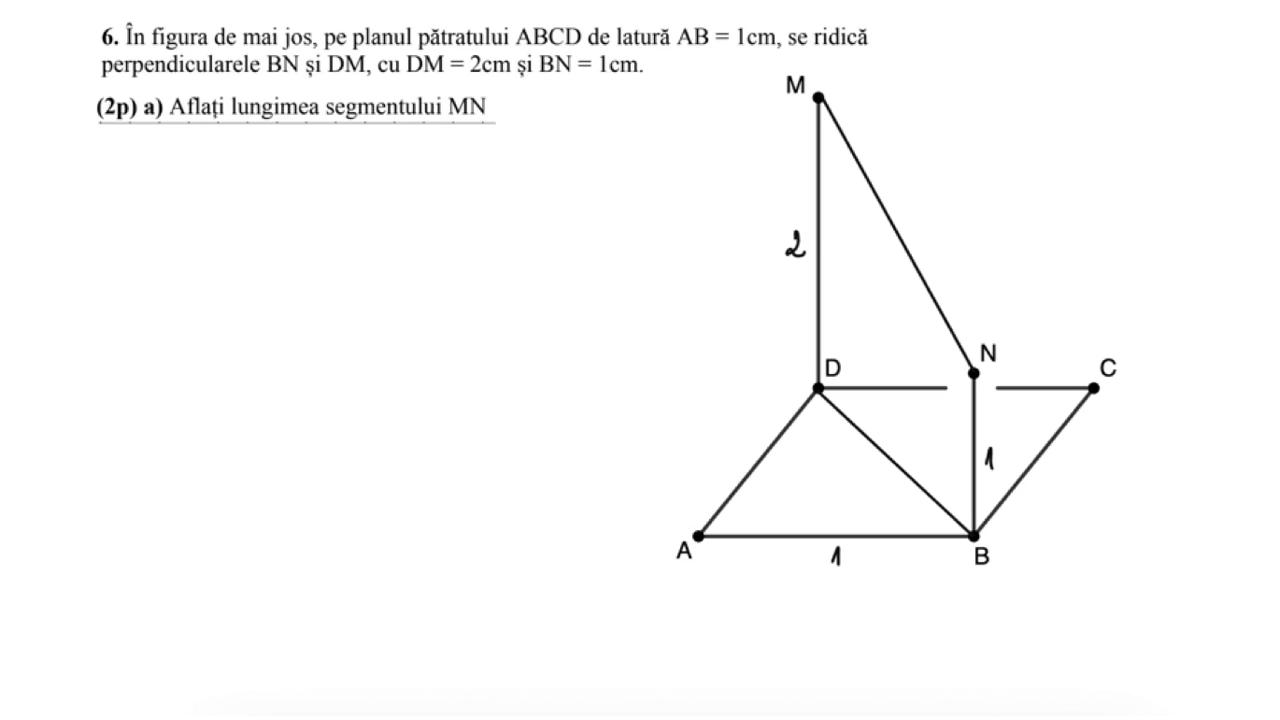 6. În figura de mai jos, pe planul pătratului ABCD de latură AB = 1cm, se ridică
perpendicularele BN și DM, cu DM = 2cm și BN = 1cm.
(2p) a) Aflați lungimea segmentului MN
M
2
D
N
C
1
A
1
B